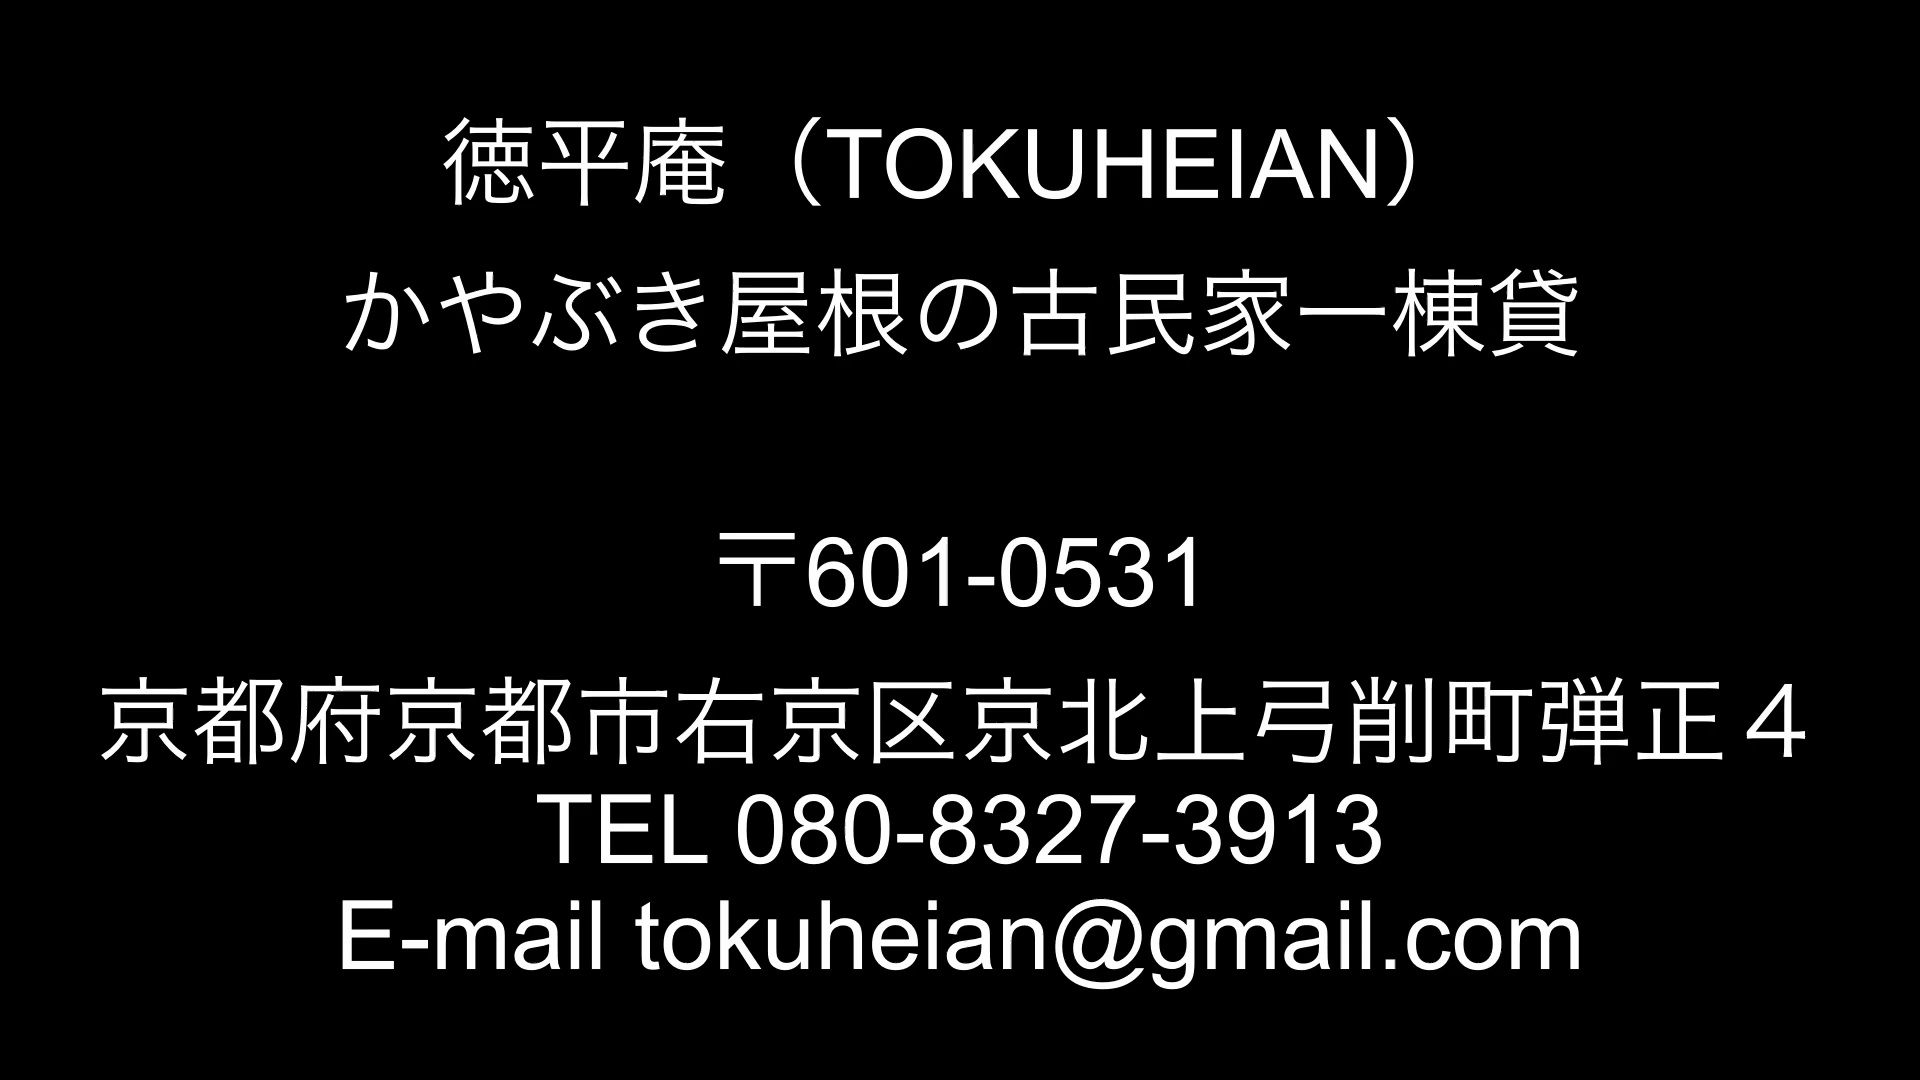 徳平庵（TOKUHEIAN）
かやぶき屋根の古民家一棟貸
〒601-0531
京都府京都市右京区京北上弓削町弾正４
TEL 080-8327-3913
E-mail tokuheian@gmail.com